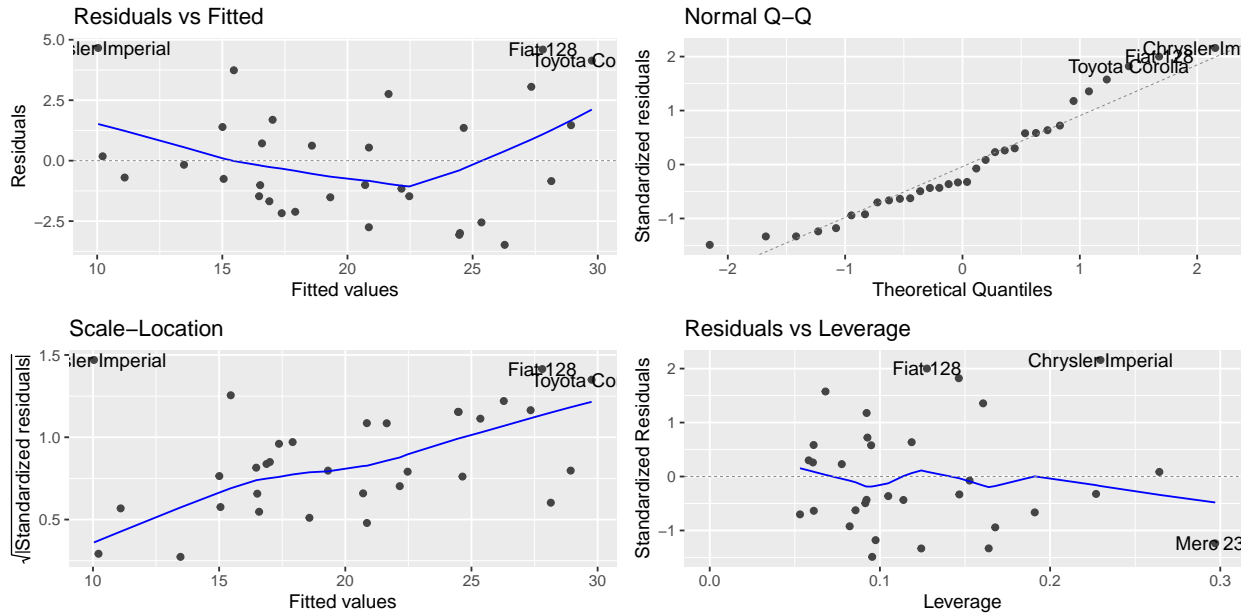 Residuals vs Fitted
5.0
2.5
0.0
−2.5
Residuals
sler Imperial
Fiat 128
Toyota Co
10
15
20
25
30
Fitted values
Normal Q−Q
2
1
0
−1
Standardized residuals
Chrysler Im
Fiat 128
Toyota Corolla
−2
−1
0
1
2
Theoretical Quantiles
Scale−Location
1.5
1.0
0.5
√|Standardized residuals|
sler Imperial
Fiat 128
Toyota Co
10
15
20
25
30
Fitted values
Residuals vs Leverage
2
1
0
−1
Standardized Residuals
Fiat 128
Chrysler Imperial
Merc 23
0.0
0.1
0.2
0.3
Leverage